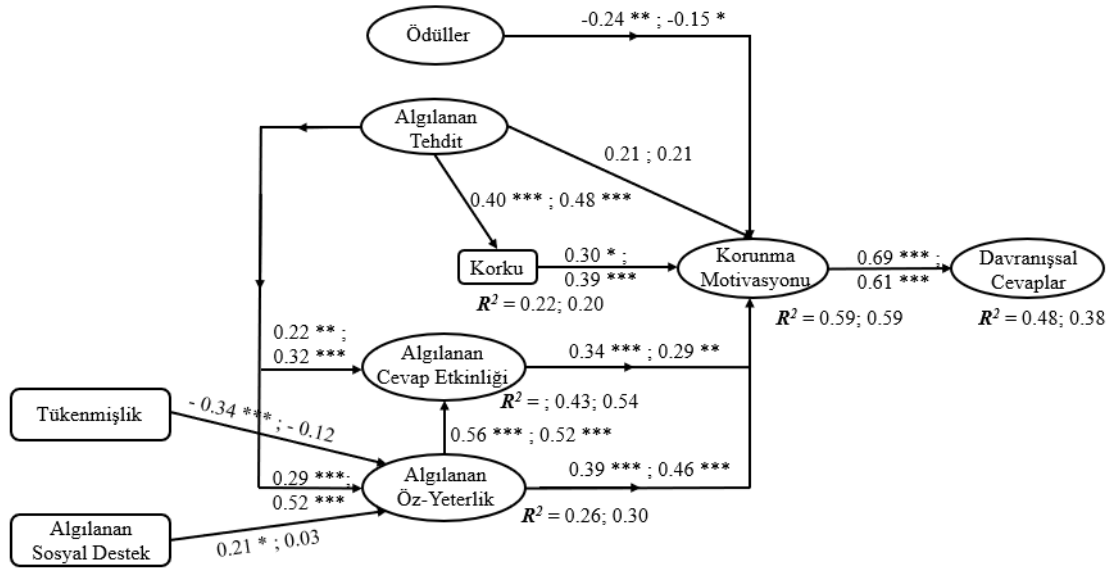 Ödüller
-0.24 ** ; -0.15 *
Algılanan
Tehdit
0.21 ; 0.21
0.40 *** ; 0.48 ***
Korku
0.30 * ;
0.39 ***
R² = 0.22; 0.20
Korunma
Motivasyonu
R² = 0.59; 0.59
0.69 *** ;
0.61 ***
Davranışsal
Cevaplar
R² = 0.48; 0.38
0.22 ** ;
0.32 ***
Algılanan
Cevap Etkinliği
R² = ; 0.43; 0.54
0.34 *** ; 0.29 **
Tükenmişlik
- 0.34 *** ; - 0.12
0.56 *** ; 0.52 ***
0.29 ***;
0.52 ***
Algılanan
Öz-Yeterlik
R² = 0.26; 0.30
0.39 *** ; 0.46 ***
Algılanan
Sosyal Destek
0.21 * ; 0.03